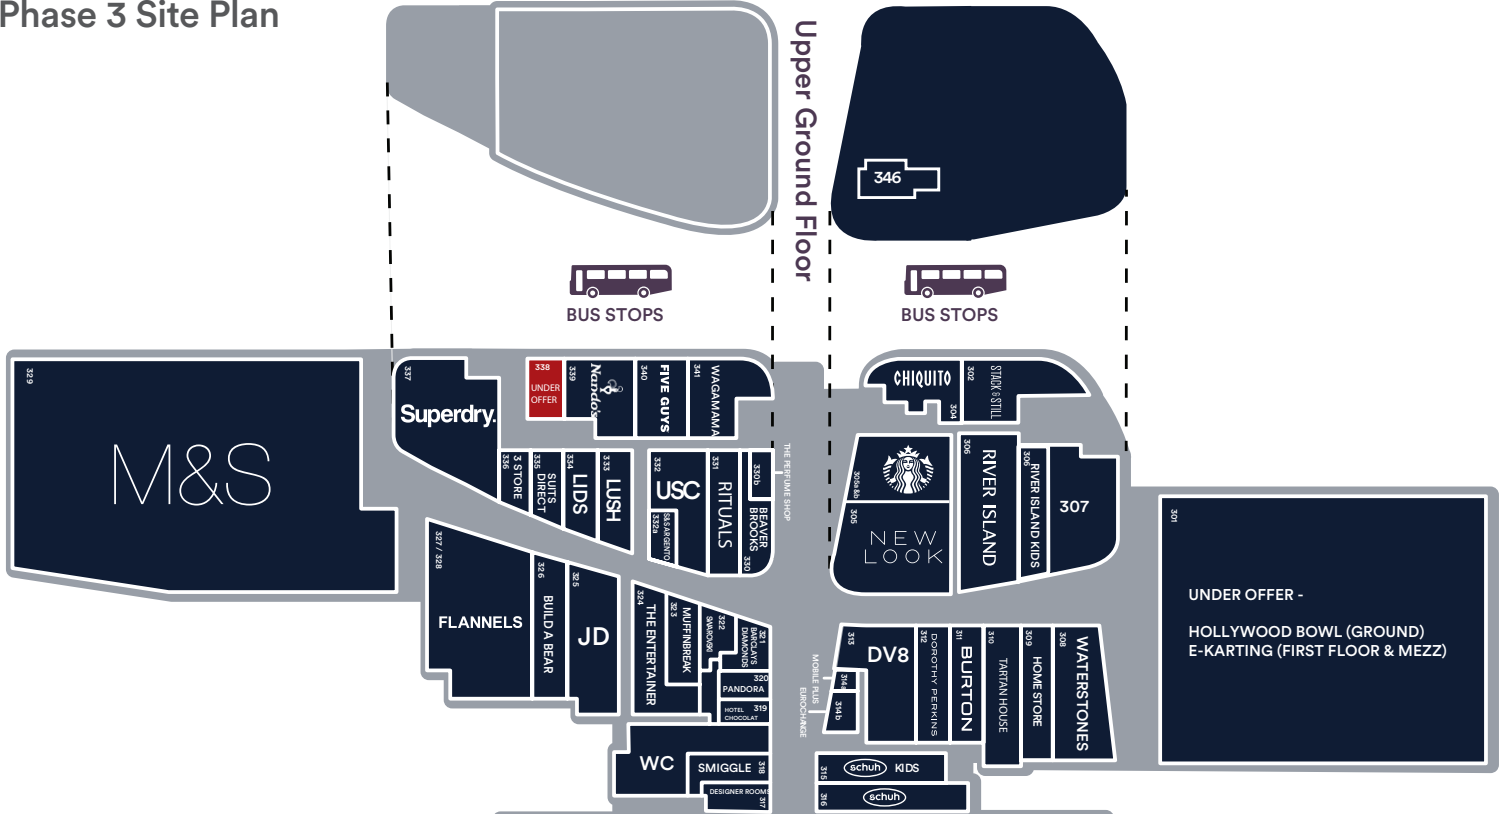 Phase 3 Site Plan
Upper Ground Floor
346
BUS STOPS
BUS STOPS
329
M&S
337
Superdry.
338
UNDER
OFFER
339
Nando's
340
FIVE GUYS
341
WAGAMAMA
CHIQUITO
304
302
STACK & STILL
336
3 STORE
335
SUITS
DIRECT
334
LIDS
333
LUSH
332
USC
332a
S&S ARGENTO
331
RITUALS
330b
BEAVER
BROOKS
330
THE PERFUME SHOP
305a&b
305
NEW
LOOK
306
RIVER ISLAND
306
RIVER ISLAND KIDS
307
301
UNDER OFFER -
HOLLYWOOD BOWL (GROUND)
E-KARTING (FIRST FLOOR & MEZZ)
327 / 328
FLANNELS
326
BUILD A BEAR
325
JD
324
THE ENTERTAINER
323
MUFFINBREAK
322
SWAROVSKI
321
BARCLAYS
DIAMONDS
320
PANDORA
319
HOTEL
CHOCOLAT
WC
SMIGGLE
318
DESIGNER ROOMS
317
MOBILE PLUS
EUROCHANGE
313
DV8
314a
314b
312
DOROTHY PERKINS
311
BURTON
310
TARTAN HOUSE
309
HOME STORE
308
WATERSTONES
315
schuh KIDS
316
schuh